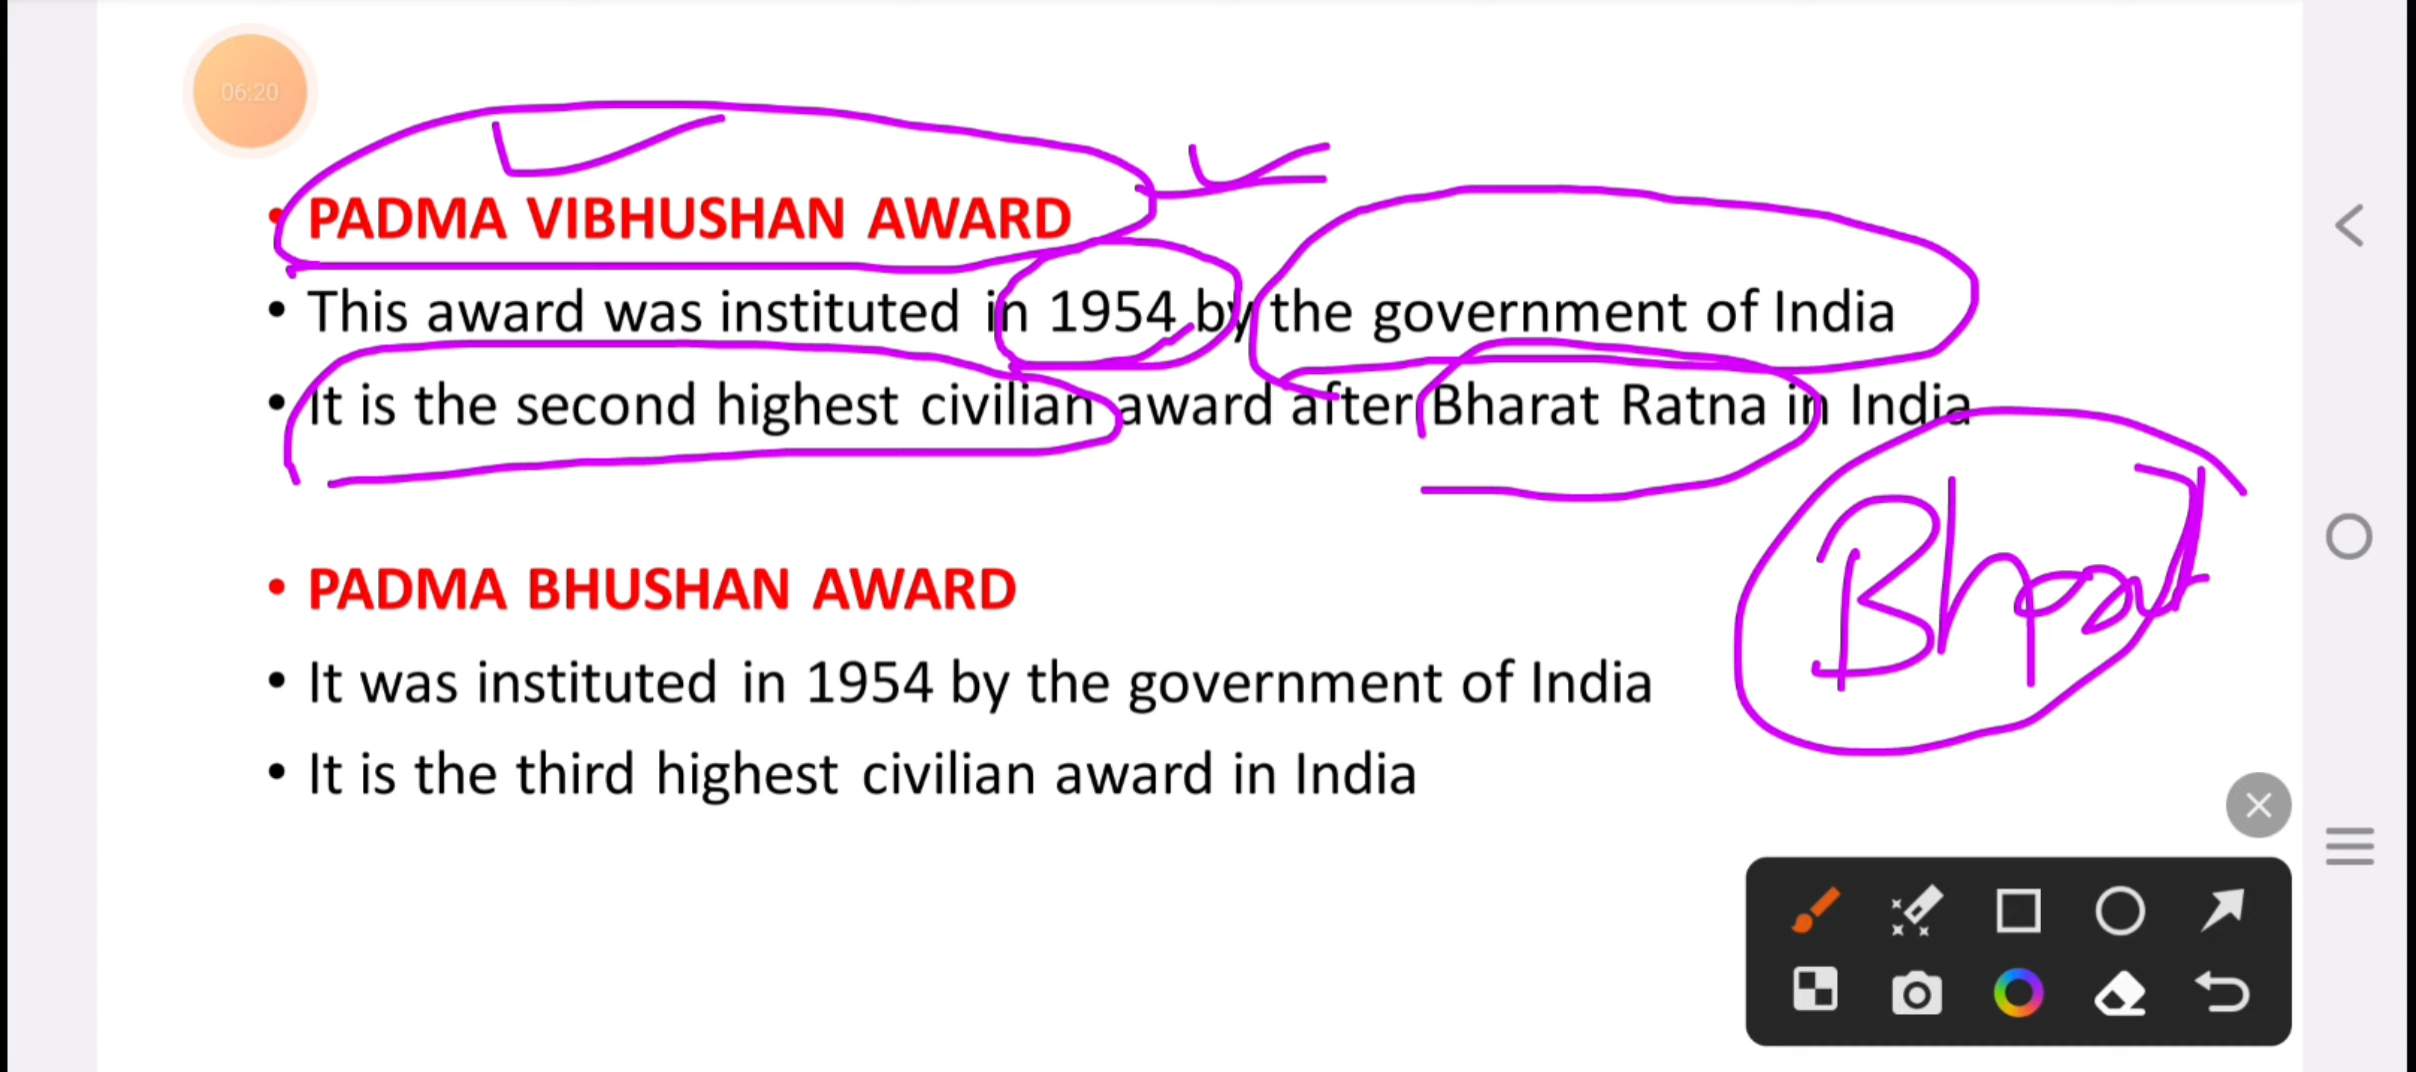 06:20
• PADMA VIBHUSHAN AWARD
• This award was instituted in 1954 by the government of India
• It is the second highest civilian award after Bharat Ratna in India
• PADMA BHUSHAN AWARD
• It was instituted in 1954 by the government of India
• It is the third highest civilian award in India